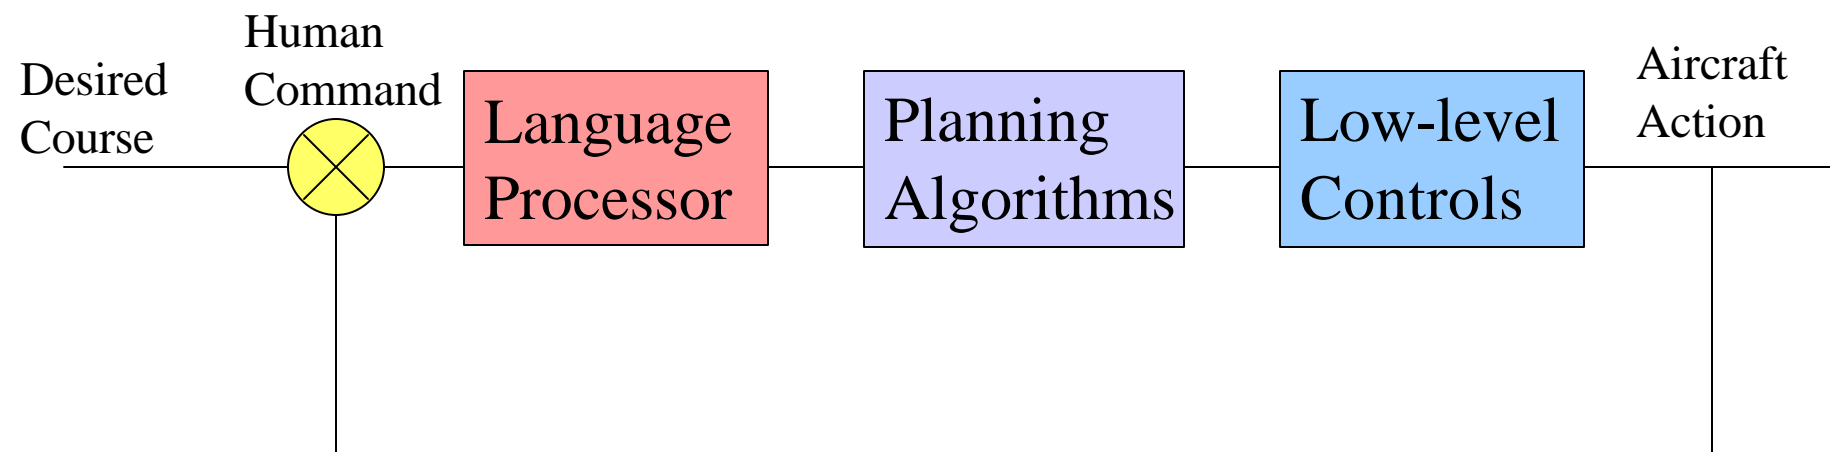 Desired
Course
Human
Command
Language
Processor
Planning
Algorithms
Low-level
Controls
Aircraft
Action